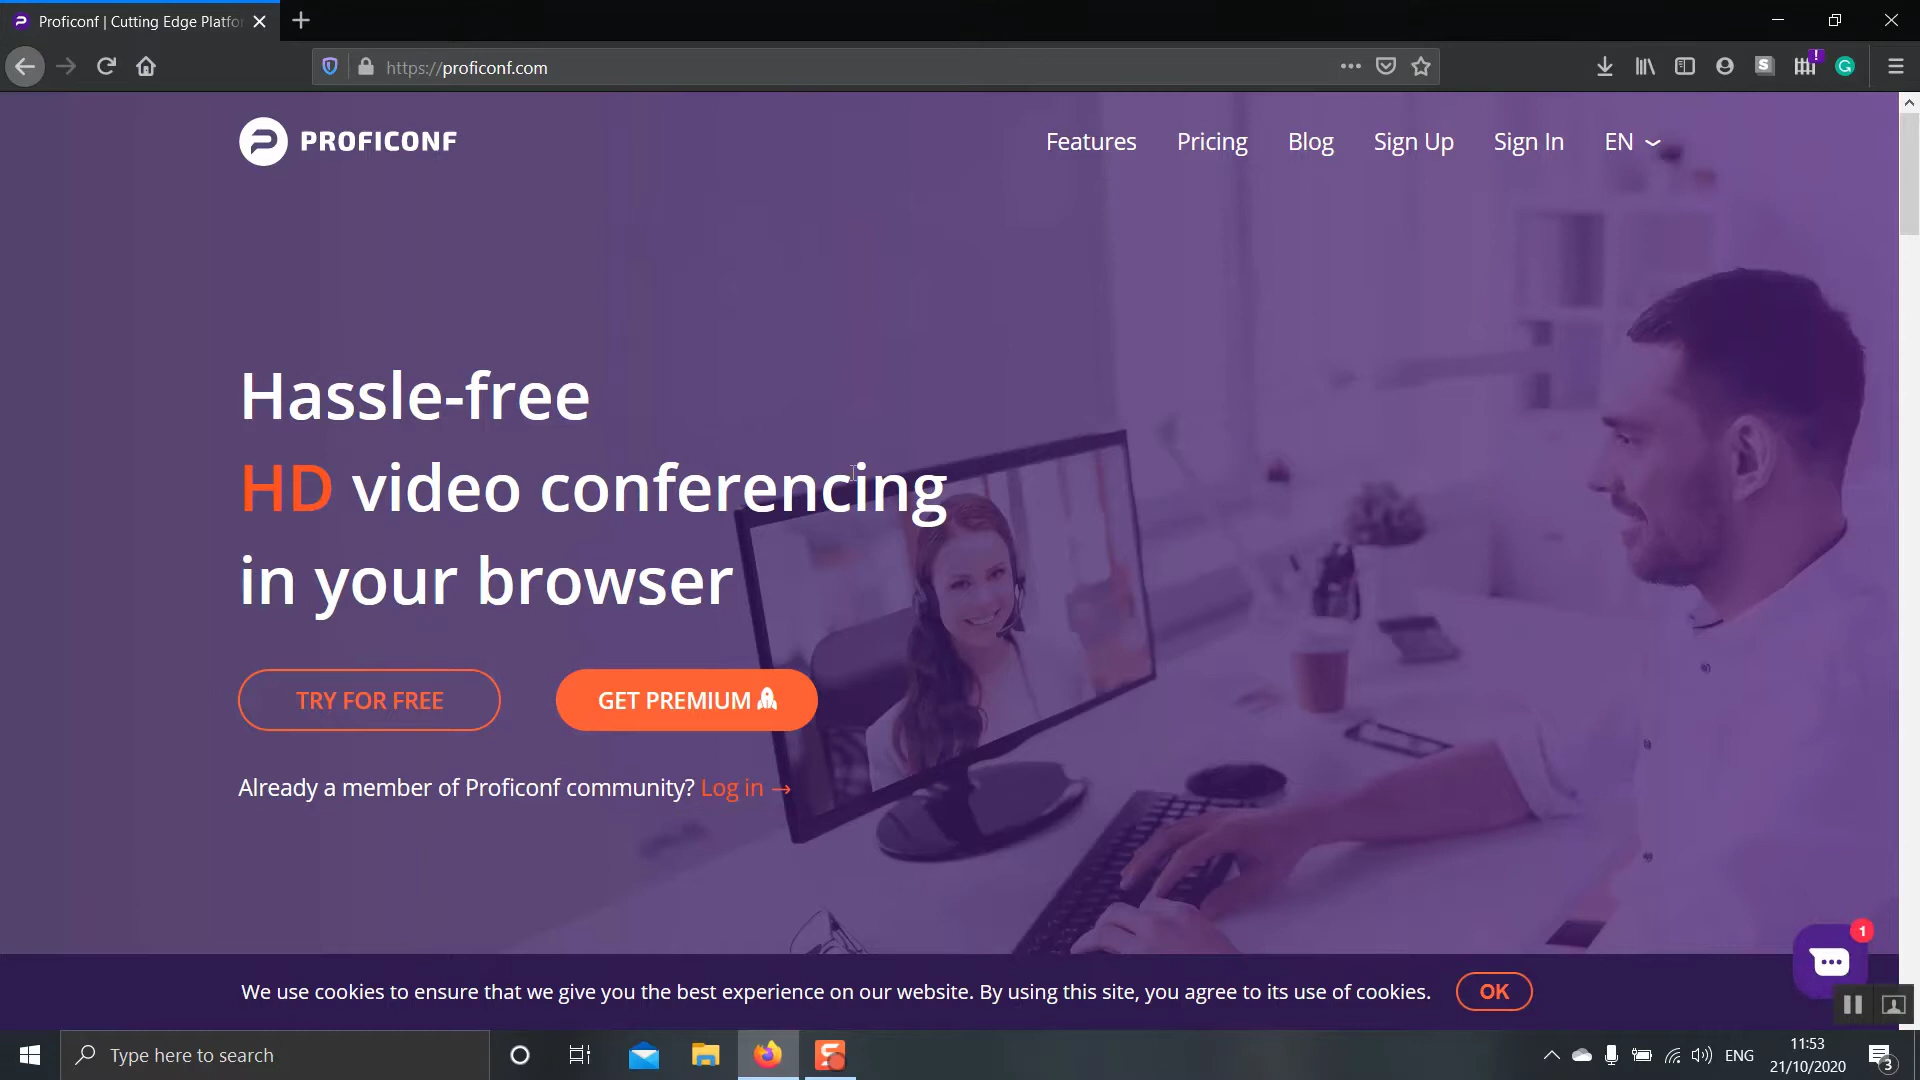 Proficonf | Cutting Edge Platfo
https://proficonf.com
PROFICONF
Features
Pricing
Blog
Sign Up
Sign In
EN
Hassle-free
HD video conferencing
in your browser
TRY FOR FREE
GET PREMIUM
Already a member of Proficonf community? Log in →
1
We use cookies to ensure that we give you the best experience on our website. By using this site, you agree to its use of cookies.
OK
Type here to search
ENG
11:53
21/10/2020
3